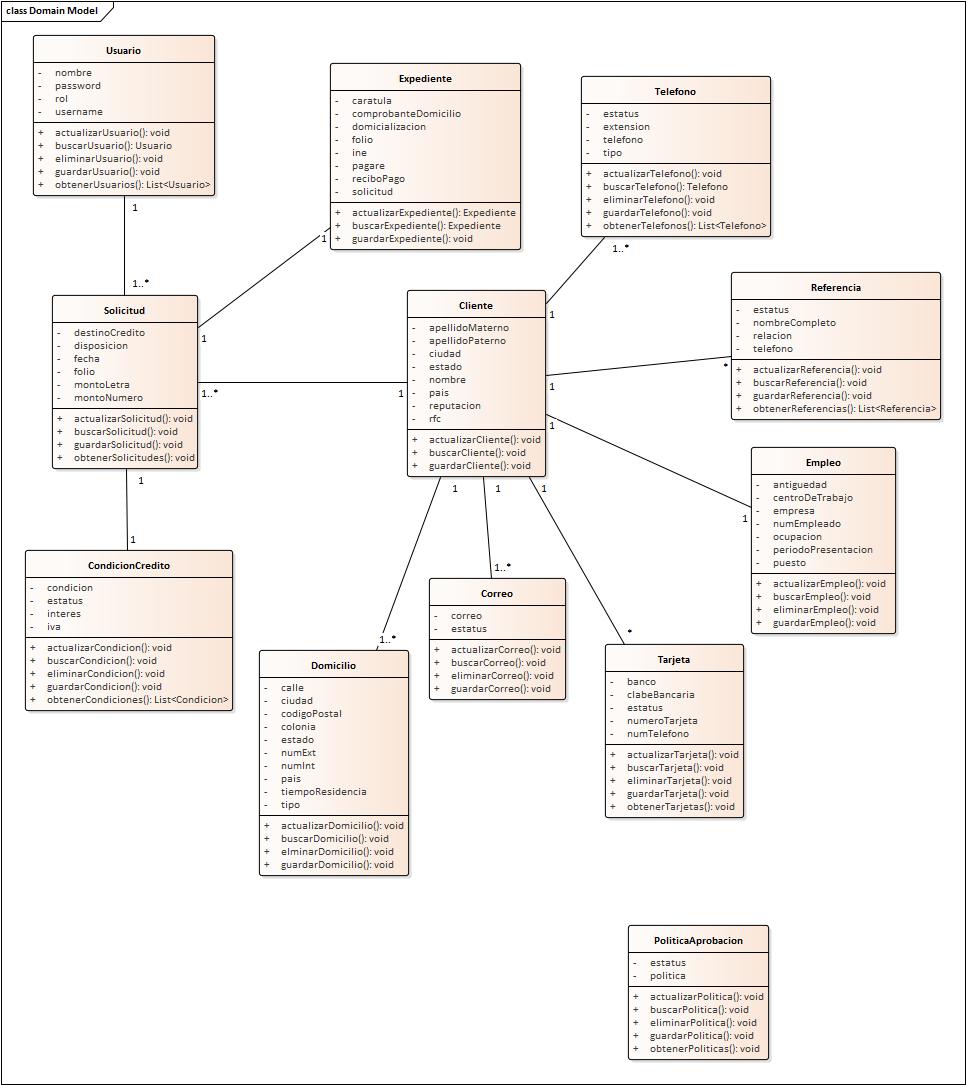 class Domain Model
Usuario
- nombre
- password
- rol
- username
+ actualizarUsuario(): void
+ buscarUsuario: Usuario
+ eliminarUsuario(): void
+ guardarUsuario(): void
+ obtenerUsuarios(): List<Usuario>
1
1..*
Expediente
- caratula
- comprobanteDomicilio
- domicializacion
- folio
- ine
- pagare
- reciboPago
- solicitud
+ actualizarExpediente(): Expediente
+ buscarExpediente(): Expediente
+ guardarExpediente(): void
1
1
Telefono
- estatus
- extension
- telefono
- tipo
+ actualizarTelefono(): void
+ buscarTelefono(): Telefono
+ eliminarTelefono(): void
+ guardarTelefono(): void
+ obtenerTelefonos(): List<Telefono>
1..*
1
Solicitud
- destinoCredito
- disposicion
- fecha
- folio
- montoLetra
- montoNumero
+ actualizarSolicitud(): void
+ buscarSolicitud(): void
+ guardarSolicitud(): void
+ obtenerSolicitudes(): void
1..*
1
Cliente
- apellidoMaterno
- apellidoPaterno
- ciudad
- estado
- nombre
- pais
- reputacion
- rfc
+ actualizarCliente(): void
+ buscarCliente(): void
+ guardarCliente(): void
1
*
Referencia
- estatus
- nombreCompleto
- relacion
- telefono
+ actualizarReferencia(): void
+ buscarReferencia(): void
+ guardarReferencia(): void
+ obtenerReferencias(): List<Referencia>
1
1
Empleo
- antiguedad
- centroDeTrabajo
- empresa
- numEmpleado
- ocupacion
- periodoPresentacion
- puesto
+ actualizarEmpleo(): void
+ buscarEmpleo(): void
+ eliminarEmpleo(): void
+ guardarEmpleo(): void
1
1
CondicionCredito
- condicion
- estatus
- interes
- iva
+ actualizarCondicion(): void
+ buscarCondicion(): void
+ eliminarCondicion(): void
+ guardarCondicion(): void
+ obtenerCondiciones(): List<Condicion>
1
1..*
Domicilio
- calle
- ciudad
- codigoPostal
- colonia
- estado
- numExt
- numInt
- pais
- tiempoResidencia
- tipo
+ actualizarDomicilio(): void
+ buscarDomicilio(): void
+ elminarDomicilio(): void
+ guardarDomicilio(): void
1
1..*
Correo
- correo
- estatus
+ actualizarCorreo(): void
+ buscarCorreo(): void
+ eliminarCorreo(): void
+ guardarCorreo(): void
1
*
Tarjeta
- banco
- clabeBancaria
- estatus
- numeroTarjeta
- numTelefono
+ actualizarTarjeta(): void
+ buscarTarjeta(): void
+ eliminarTarjeta(): void
+ guardarTarjeta(): void
+ obtenerTarjetas(): void
PoliticaAprobacion
- estatus
- politica
+ actualizarPolitica(): void
+ buscarPolitica(): void
+ eliminarPolitica(): void
+ guardarPolitica(): void
+ obtenerPoliticas(): void